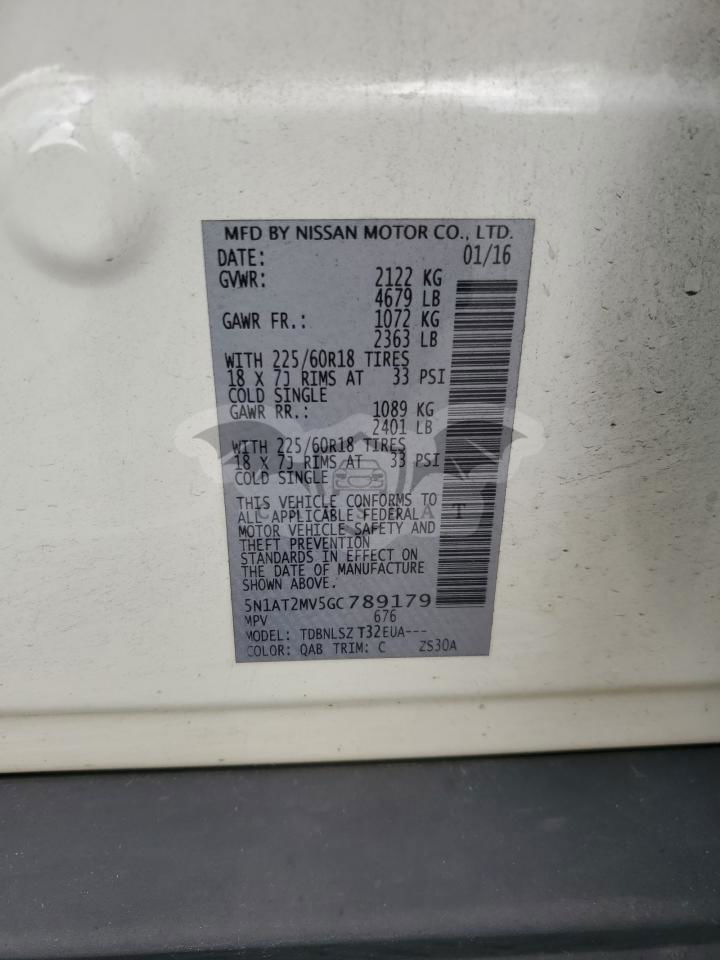 MFD BY NISSAN MOTOR CO., LTD.
DATE: 01/16
GVWR: 2122 KG
4679 LB
GAWR FR.: 1072 KG
2363 LB
WITH 225/60R18 TIRES
18 X 7J RIMS AT 33 PSI
COLD SINGLE
GAWR RR.: 1089 KG
2401 LB
WITH 225/60R18 TIRES
18 X 7J RIMS AT 33 PSI
COLD SINGLE
THIS VEHICLE CONFORMS TO
ALL APPLICABLE FEDERAL
MOTOR VEHICLE SAFETY AND
THEFT PREVENTION
STANDARDS IN EFFECT ON
THE DATE OF MANUFACTURE
SHOWN ABOVE.
5N1AT2MV5GC789179
MPV 676
MODEL: TDBNLSZ T32EUA---
COLOR: QAB TRIM: C ZS30A